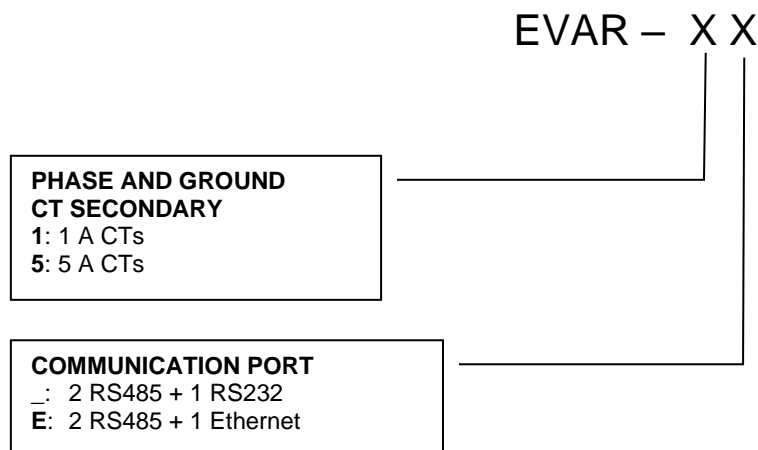 EVAR – X X
PHASE AND GROUND
CT SECONDARY
1: 1 A CTs
5: 5 A CTs
COMMUNICATION PORT
_: 2 RS485 + 1 RS232
E: 2 RS485 + 1 Ethernet